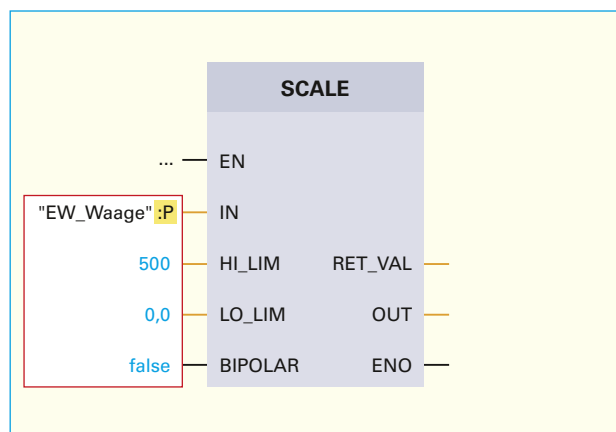 SCALE
... EN
"EW_Waage" :P IN
500 HI_LIM RET_VAL
0,0 LO_LIM OUT
false BIPOLAR ENO